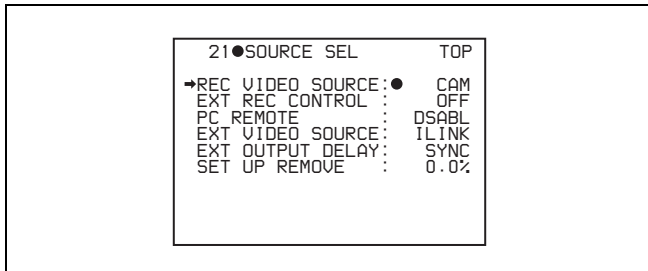 21●SOURCE SEL TOP
➡REC VIDEO SOURCE:● CAM
EXT REC CONTROL : OFF
PC REMOTE : DSABL
EXT VIDEO SOURCE: ILINK
EXT OUTPUT DELAY: SYNC
SET UP REMOVE : 0.0%